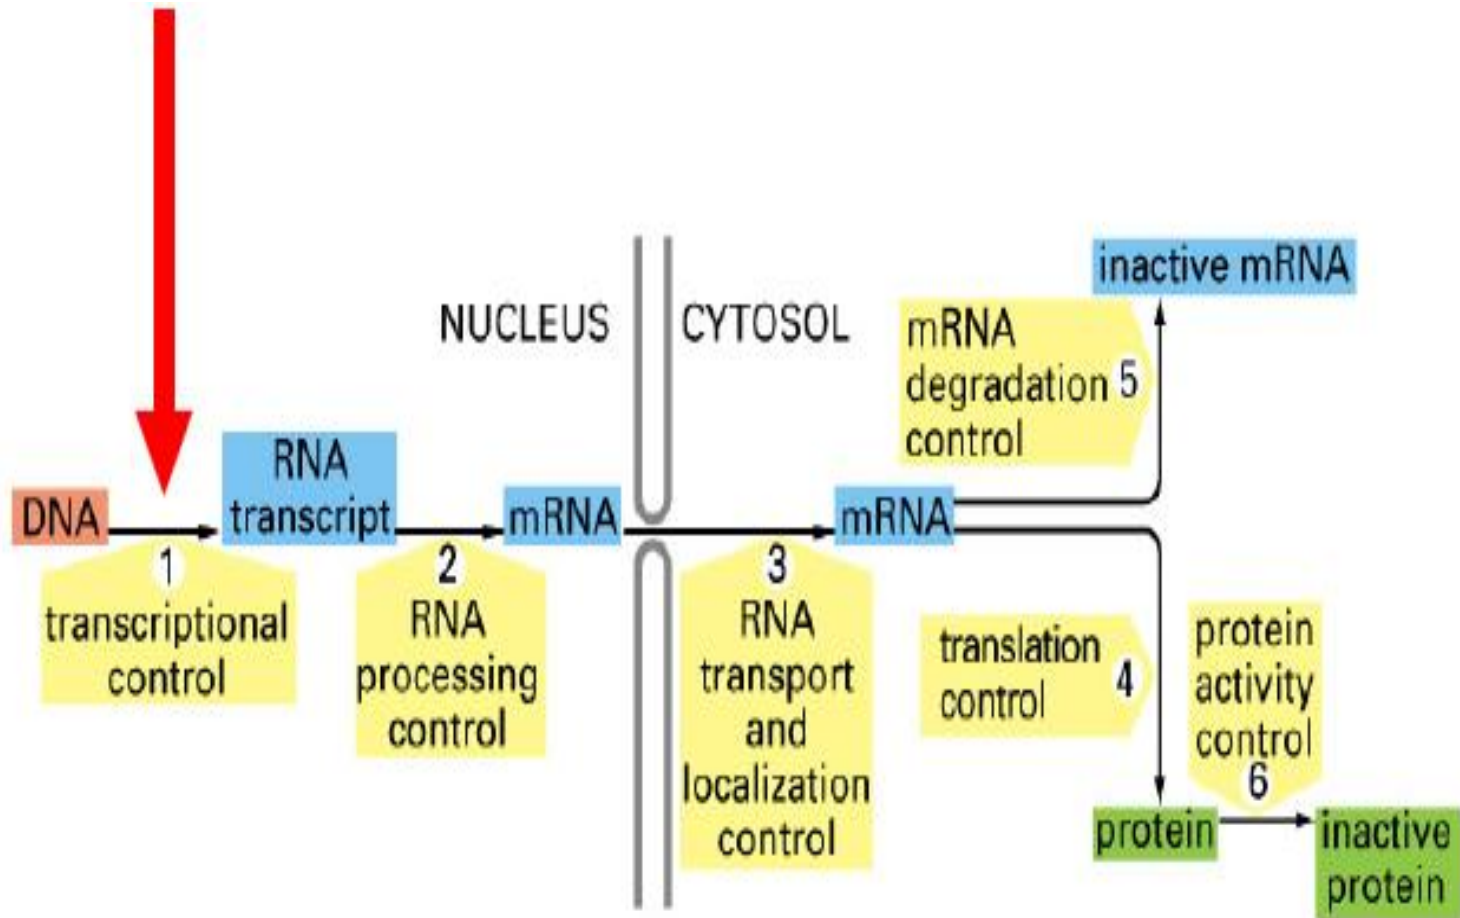 NUCLEUS
CYTOSOL
inactive mRNA
mRNA
degradation 5
control
DNA
RNA
transcript
mRNA
mRNA
1
transcriptional
control
2
RNA
processing
control
3
RNA
transport
and
localization
control
translation
control 4
protein
activity
control
6
protein
inactive
protein